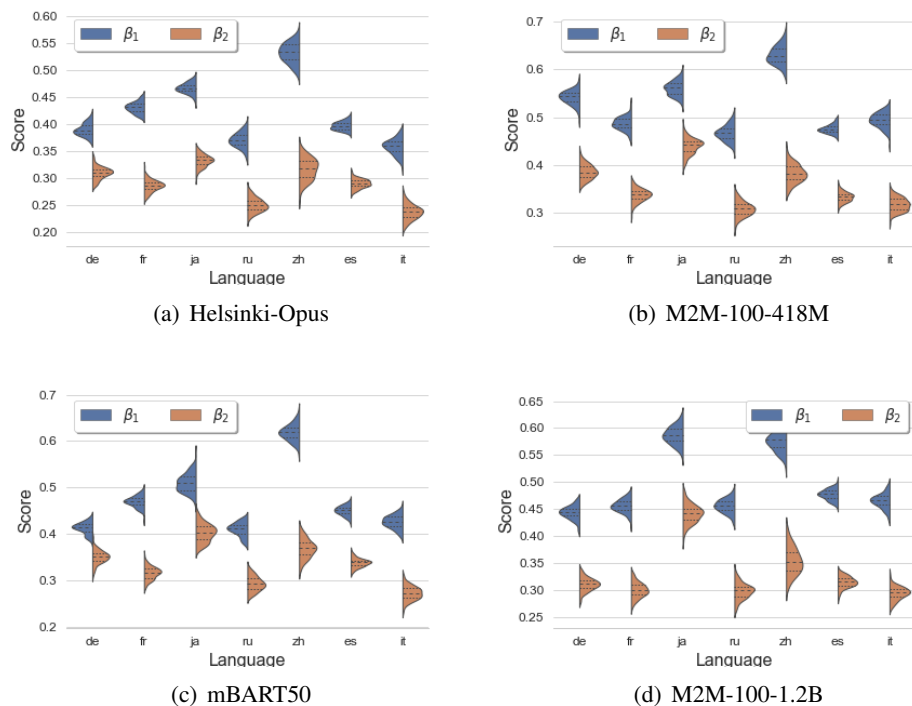 0.60
0.55
0.50
0.45
0.40
0.35
0.30
0.25
0.20
Score
β1 β2
de fr ja ru zh es it
Language
(a) Helsinki-Opus
0.7
0.6
0.5
0.4
0.3
Score
β1 β2
de fr ja ru zh es it
Language
(b) M2M-100-418M
0.7
0.6
0.5
0.4
0.3
0.2
Score
β1 β2
de fr ja ru zh es it
Language
(c) mBART50
0.65
0.60
0.55
0.50
0.45
0.40
0.35
0.30
0.25
Score
β1 β2
de fr ja ru zh es it
Language
(d) M2M-100-1.2B